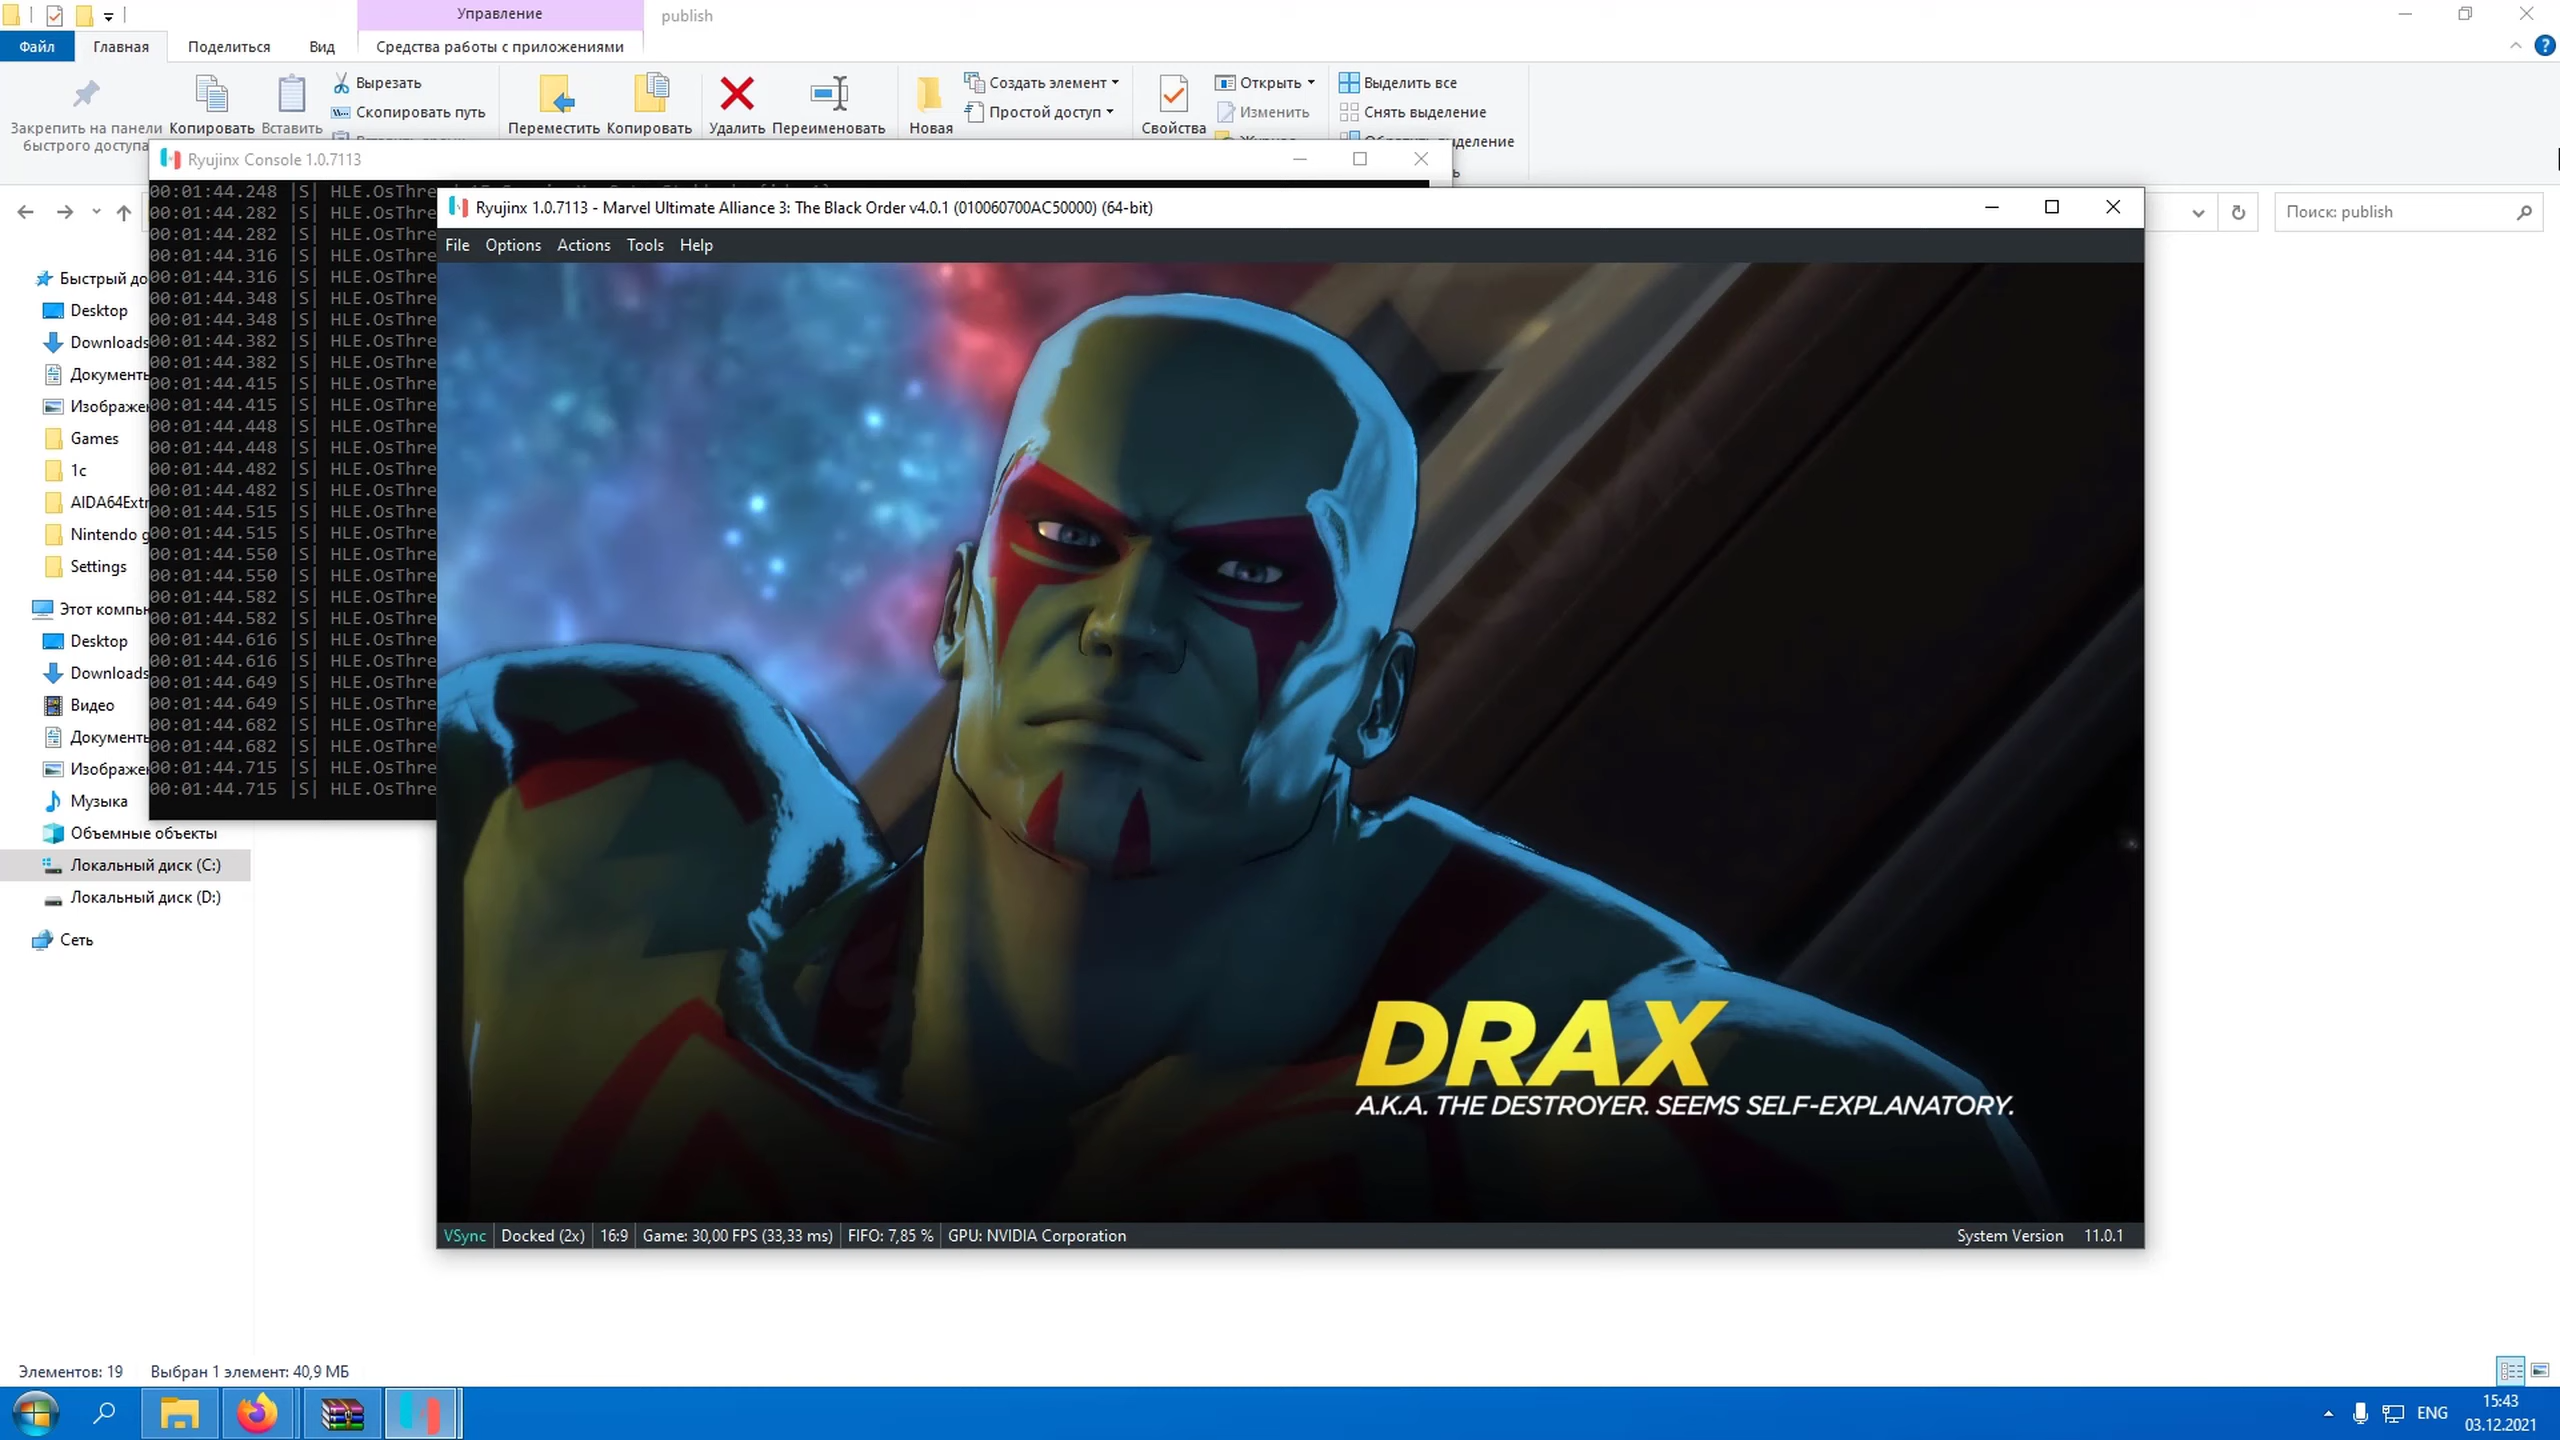 Управление
publish
Файл
Главная
Поделиться
Вид
Средства работы с приложениями
Закрепить на панели
быстрого доступа
Копировать
Вставить
Вырезать
Скопировать путь
Переместить
Копировать
Удалить
Переименовать
Новая
Создать элемент
Простой доступ
Свойства
Открыть
Изменить
Выделить все
Снять выделение
Ryujinx Console 1.0.7113
00:01:44.248 |S| HLE.OsThre
00:01:44.282 |S| HLE.OsThre
00:01:44.282 |S| HLE.OsThre
00:01:44.316 |S| HLE.OsThre
00:01:44.316 |S| HLE.OsThre
00:01:44.348 |S| HLE.OsThre
00:01:44.348 |S| HLE.OsThre
00:01:44.382 |S| HLE.OsThre
00:01:44.382 |S| HLE.OsThre
00:01:44.415 |S| HLE.OsThre
00:01:44.415 |S| HLE.OsThre
00:01:44.448 |S| HLE.OsThre
00:01:44.448 |S| HLE.OsThre
00:01:44.482 |S| HLE.OsThre
00:01:44.482 |S| HLE.OsThre
00:01:44.515 |S| HLE.OsThre
00:01:44.515 |S| HLE.OsThre
00:01:44.550 |S| HLE.OsThre
00:01:44.550 |S| HLE.OsThre
00:01:44.582 |S| HLE.OsThre
00:01:44.582 |S| HLE.OsThre
00:01:44.616 |S| HLE.OsThre
00:01:44.616 |S| HLE.OsThre
00:01:44.649 |S| HLE.OsThre
00:01:44.649 |S| HLE.OsThre
00:01:44.682 |S| HLE.OsThre
00:01:44.682 |S| HLE.OsThre
00:01:44.715 |S| HLE.OsThre
00:01:44.715 |S| HLE.OsThre
Ryujinx 1.0.7113 - Marvel Ultimate Alliance 3: The Black Order v4.0.1 (010060700AC50000) (64-bit)
File Options Actions Tools Help
Поиск: publish
Быстрый до
Desktop
Downloads
Документы
Изображе
Games
1c
AIDA64Extr
Nintendo g
Settings
Этот компью
Desktop
Downloads
Видео
Документы
Изображе
Музыка
Объемные объекты
Локальный диск (C:)
Локальный диск (D:)
Сеть
DRAX
A.K.A. THE DESTROYER. SEEMS SELF-EXPLANATORY.
VSync
Docked (2x)
16:9
Game: 30,00 FPS (33,33 ms)
FIFO: 7,85 %
GPU: NVIDIA Corporation
System Version 11.0.1
Элементов: 19
Выбран 1 элемент: 40,9 МБ
ENG
15:43
03.12.2021